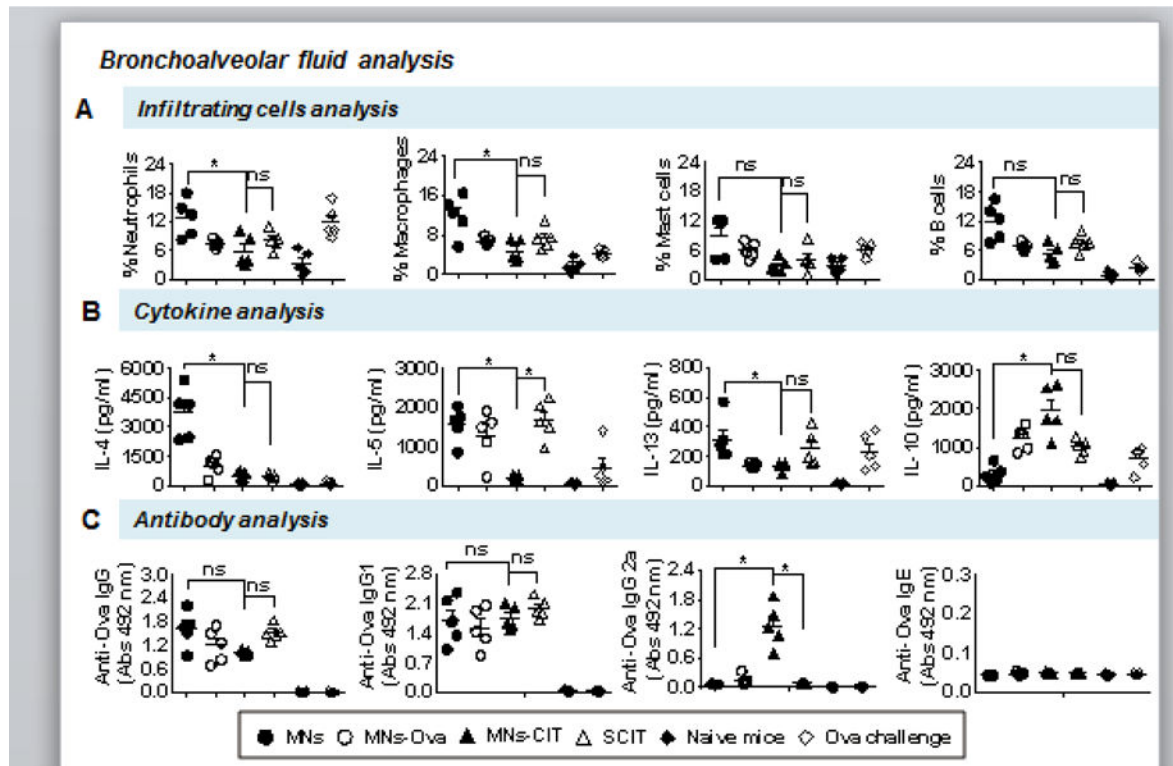 Bronchoalveolar fluid analysis
A Infiltrating cells analysis
% Neutrophils
24
18
12
6
0
* ns
% Macrophages
24
16
8
0
* ns
% Mast cells
24
18
12
6
0
ns ns
% B cells
24
18
12
6
0
ns ns
B Cytokine analysis
IL-4 (pg/ml)
6000
4500
3000
1500
0
* ns
IL-5 (pg/ml)
3000
2000
1000
0
* *
IL-13 (pg/ml)
800
600
400
200
0
* ns
IL-10 (pg/ml)
3000
2000
1000
0
* ns
C Antibody analysis
Anti-Ova IgG
(Abs 492 nm)
3.0
2.4
1.8
1.2
0.6
0.0
ns ns
Anti-Ova IgG1
(Abs 492 nm)
2.8
2.1
1.4
0.7
0.0
ns ns
Anti-Ova IgG2a
(Abs 492 nm)
2.4
1.8
1.2
0.6
0.0
* *
Anti-Ova IgE
(Abs 492 nm)
0.3
0.2
0.1
0.0
MNs MNs-Ova MNs-CIT SCIT Naive mice Ova challenge